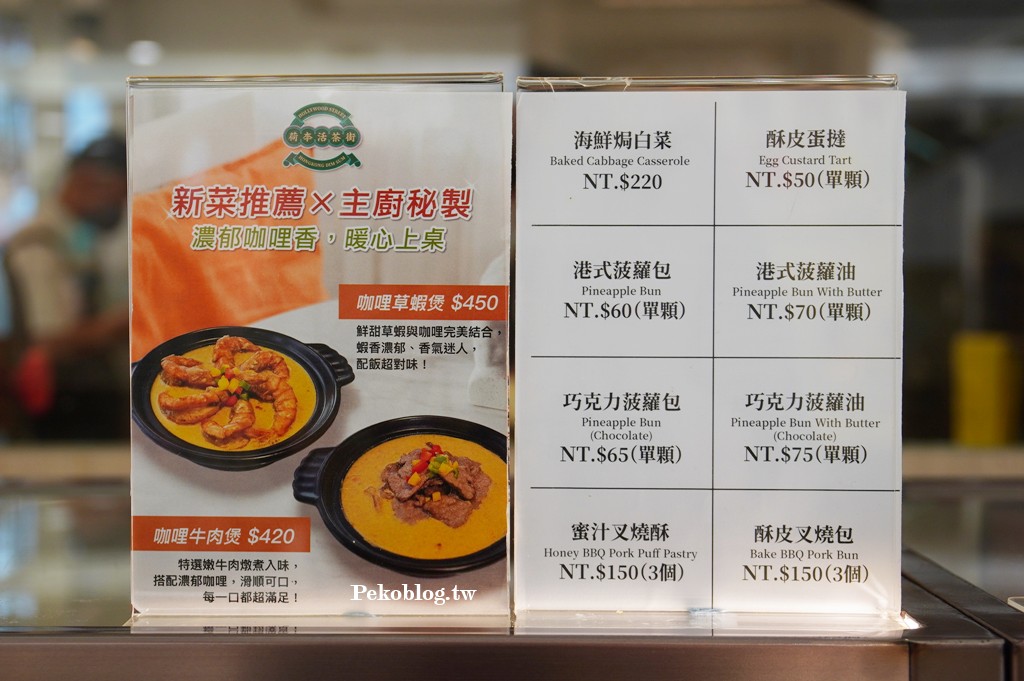 HOLLYWOOD STREET
荷李活茶街
HONGKONG DIM SUM
新菜推薦×主廚秘製
濃郁咖哩香，暖心上桌
咖哩草蝦煲 $450
鮮甜草蝦與咖哩完美結合，
蝦香濃郁、香氣迷人，
配飯超對味！
咖哩牛肉煲 $420
特選嫩牛肉燉煮入味，
搭配濃郁咖哩，滑順可口，
每一口都超滿足！
Pekoblog.tw
海鮮焗白菜
Baked Cabbage Casserole
NT.$220
酥皮蛋撻
Egg Custard Tart
NT.$50(單顆)
港式菠蘿包
Pineapple Bun
NT.$60(單顆)
港式菠蘿油
Pineapple Bun With Butter
NT.$70(單顆)
巧克力菠蘿包
Pineapple Bun
(Chocolate)
NT.$65(單顆)
巧克力菠蘿油
Pineapple Bun With Butter
(Chocolate)
NT.$75(單顆)
蜜汁叉燒酥
Honey BBQ Pork Puff Pastry
NT.$150(3個)
酥皮叉燒包
Bake BBQ Pork Bun
NT.$150(3個)